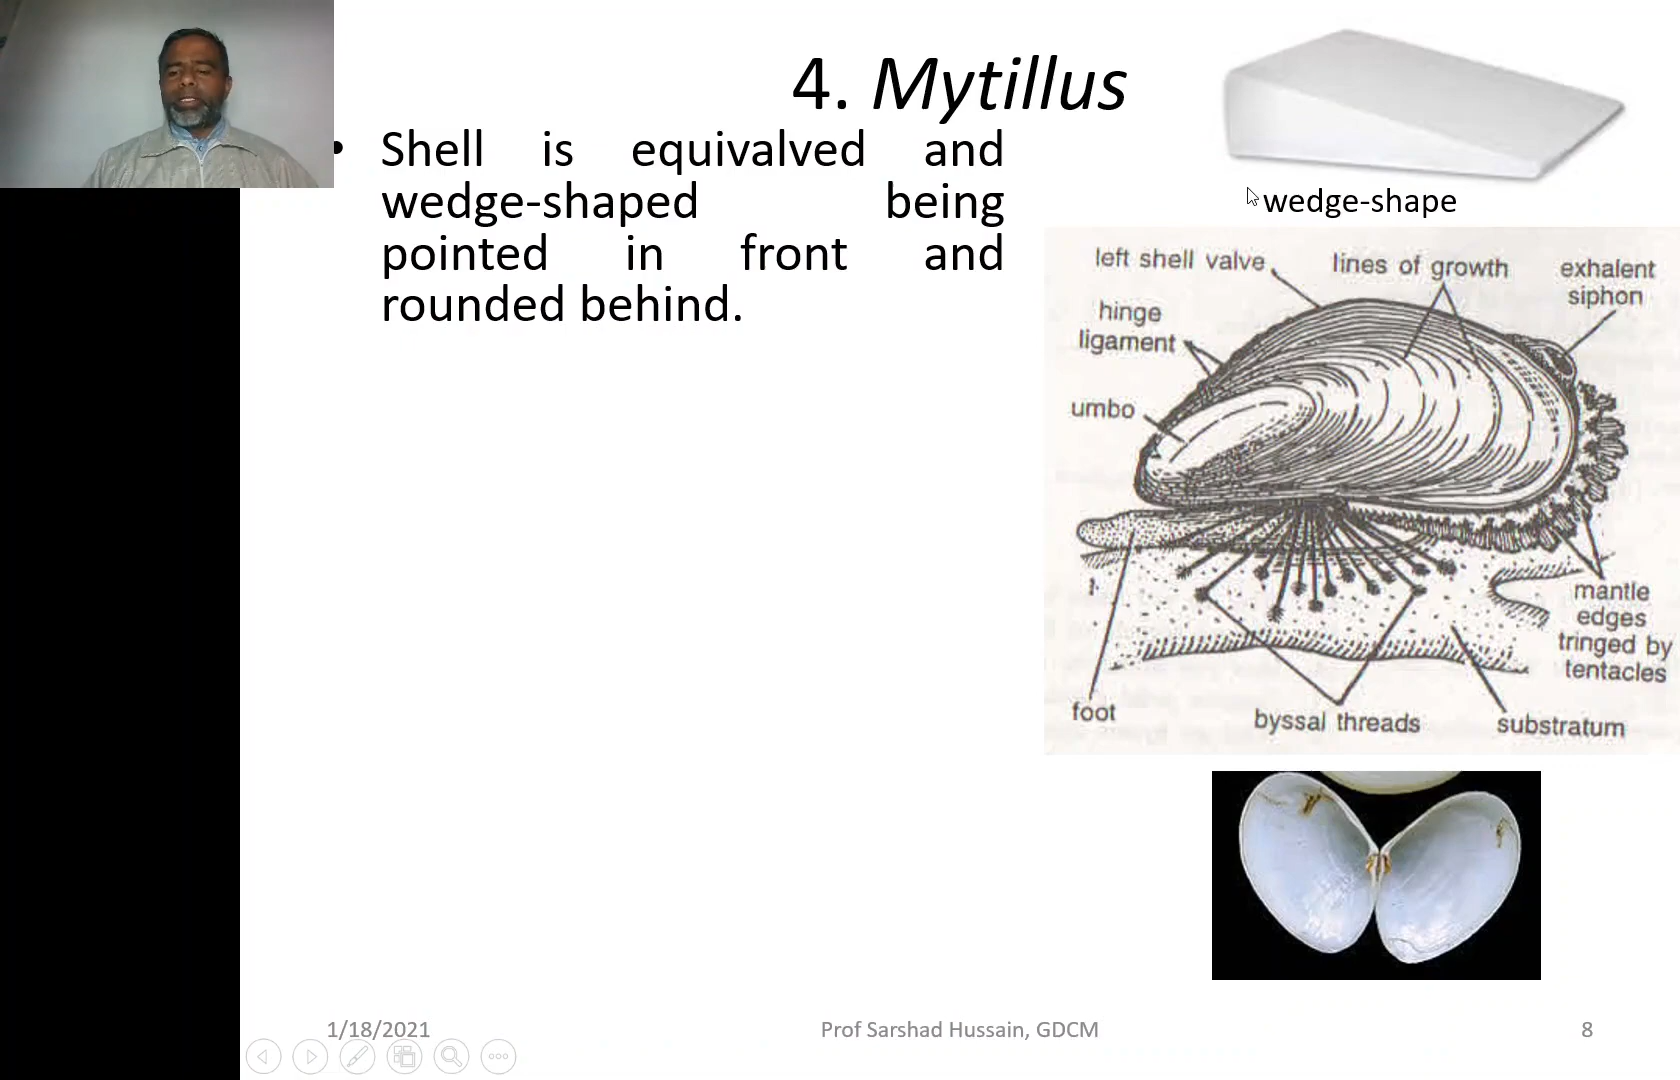 4. Mytillus
• Shell is equivalved and
wedge-shaped being
pointed in front and
rounded behind.
wedge-shape
left shell valve
lines of growth
exhalent
siphon
hinge
ligament
umbo
mantle
edges
tringed by
tentacles
foot
byssal threads
substratum
1/18/2021
Prof Sarshad Hussain, GDCM
8